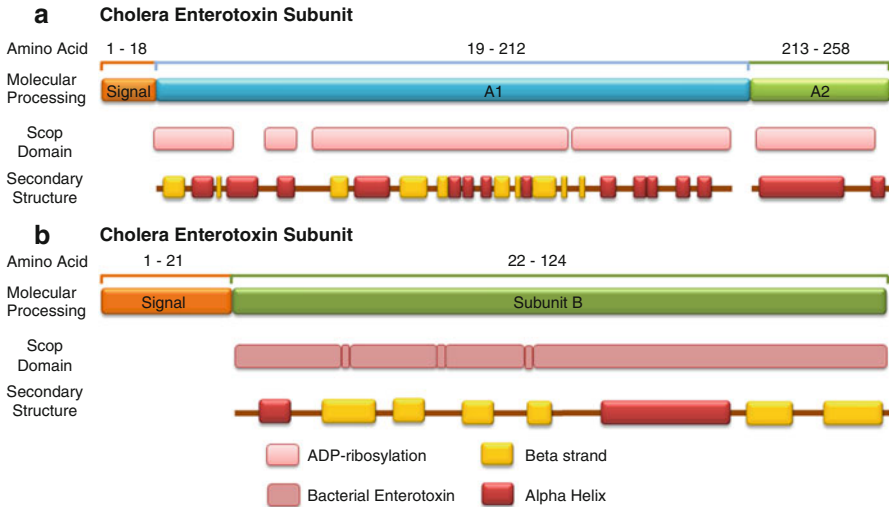 a Cholera Enterotoxin Subunit
Amino Acid 1 - 18 19 - 212 213 - 258
Molecular
Processing
Signal A1 A2
Scop
Domain
Secondary
Structure
b Cholera Enterotoxin Subunit
Amino Acid 1 - 21 22 - 124
Molecular
Processing
Signal Subunit B
Scop
Domain
Secondary
Structure
ADP-ribosylation Beta strand
Bacterial Enterotoxin Alpha Helix